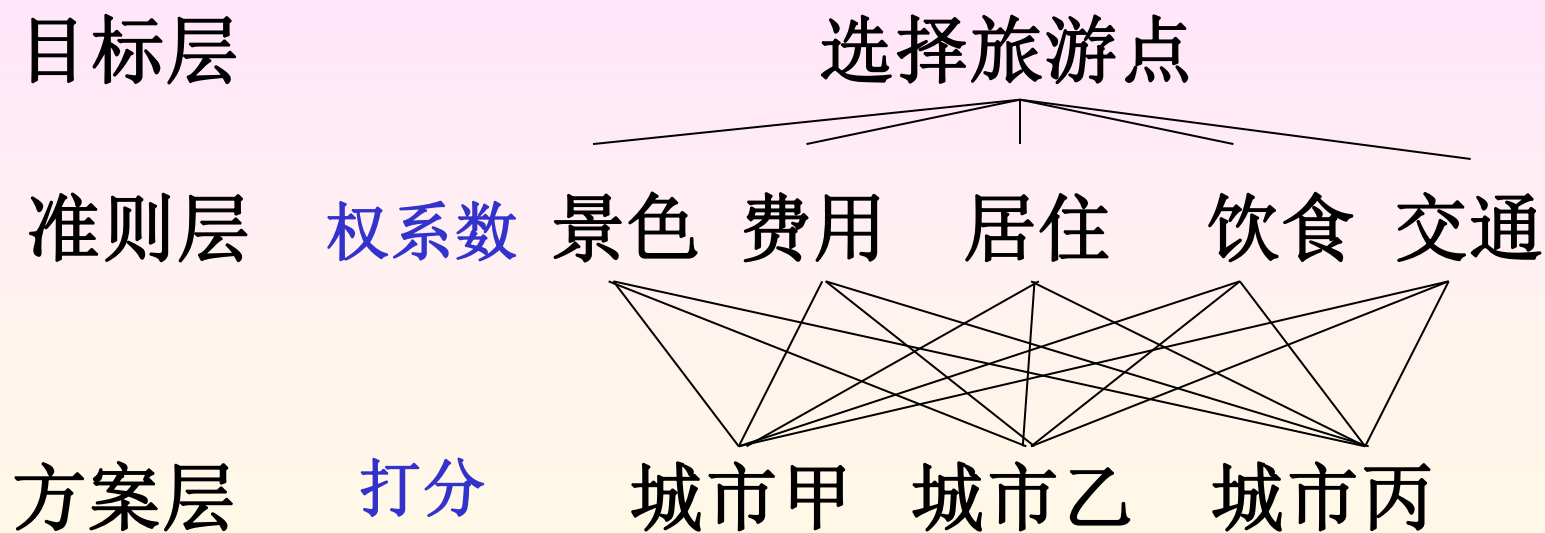 目标层 选择旅游点
准则层 权系数 景色 费用 居住 饮食 交通
方案层 打分 城市甲 城市乙 城市丙